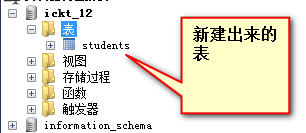 ickt_12
表
students
视图
存储过程
函数
触发器
information_schema
新建出来的
表